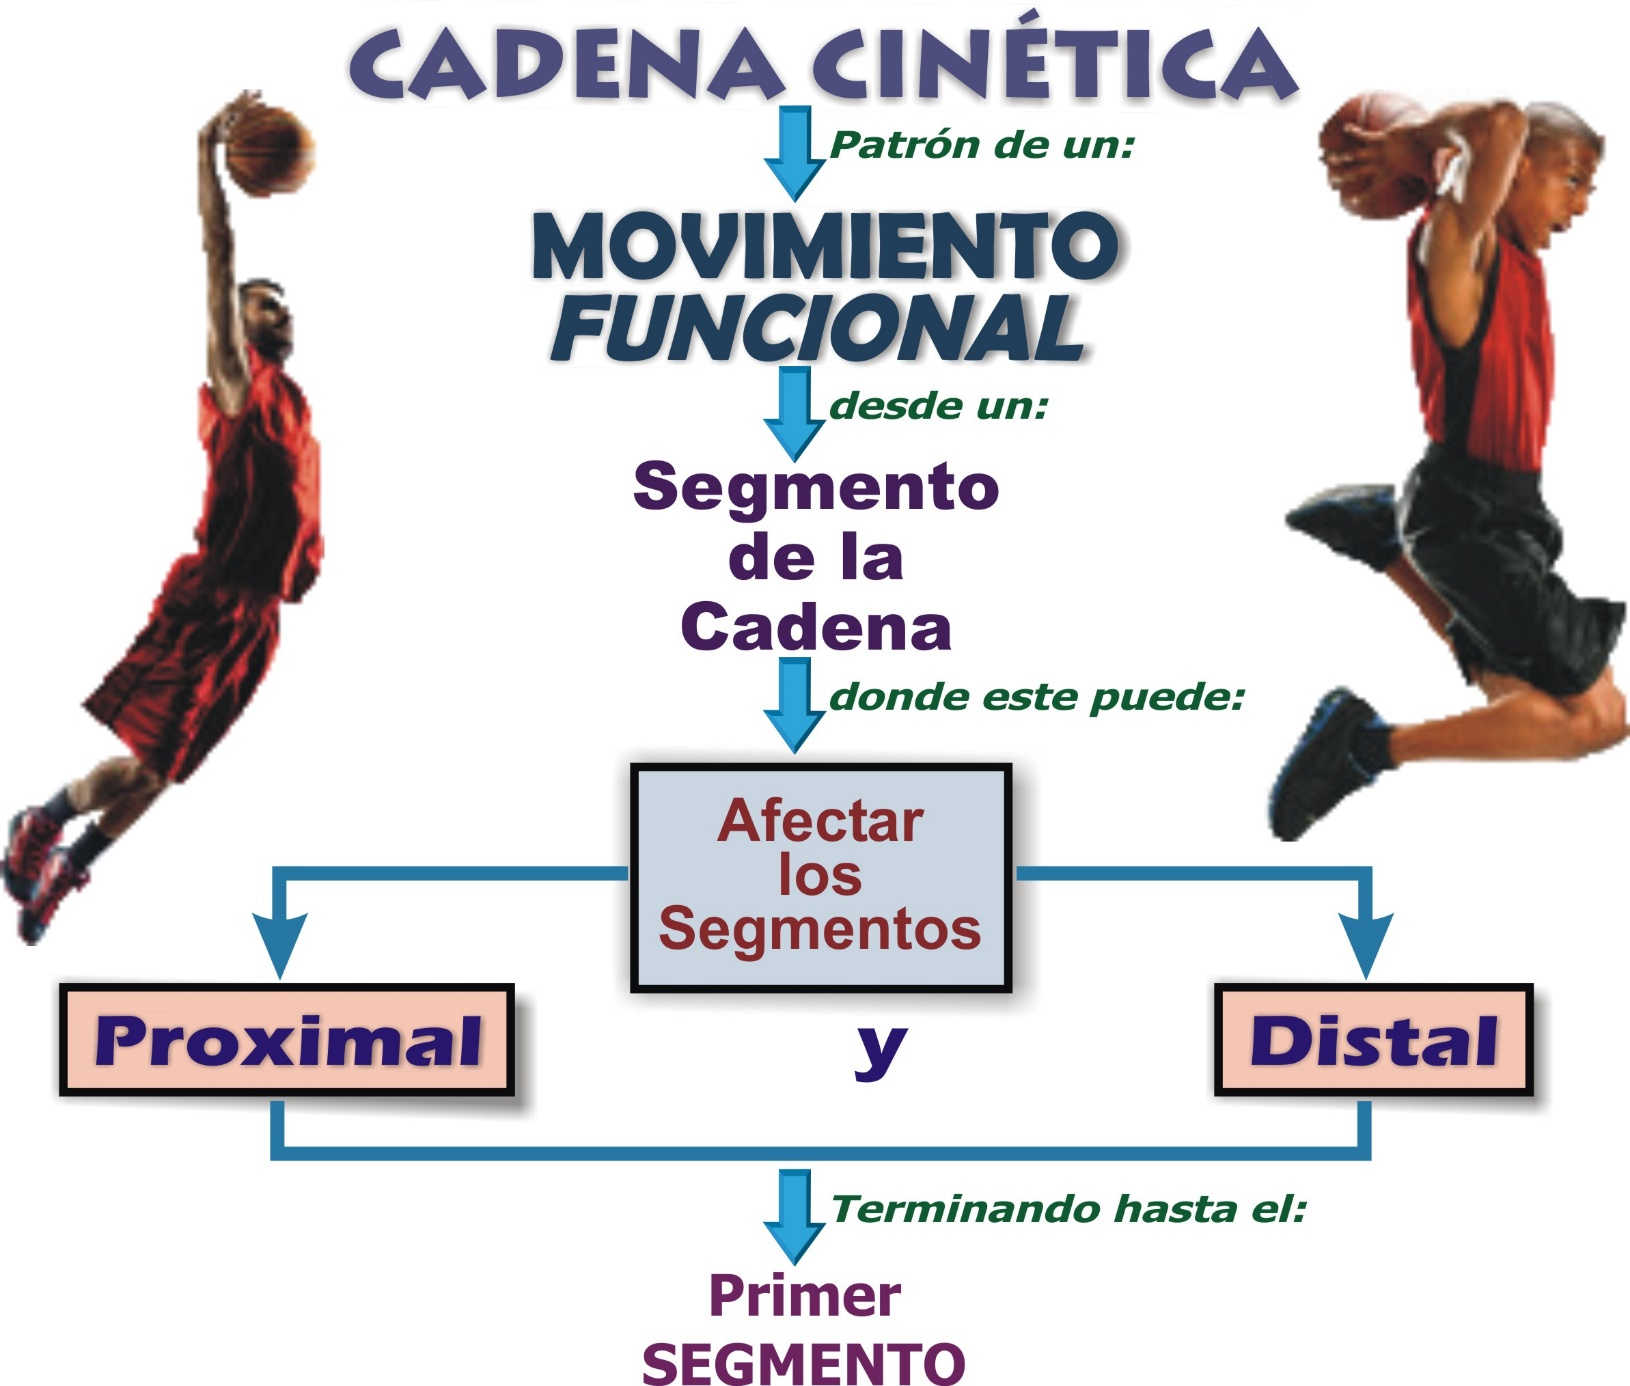 CADENA CINÉTICA
Patrón de un:
MOVIMIENTO
FUNCIONAL
desde un:
Segmento
de la
Cadena
donde este puede:
Afectar
los
Segmentos
Proximal
y
Distal
Terminando hasta el:
Primer
SEGMENTO